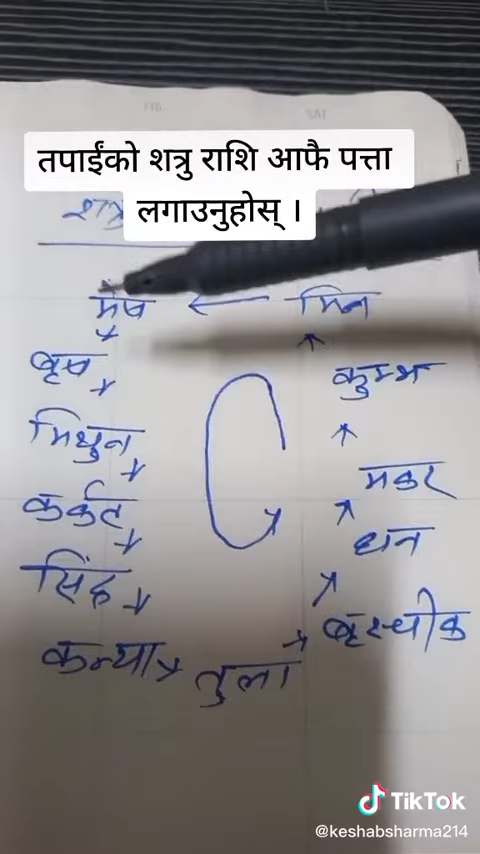 तपाईंको शत्रु राशि आफै पत्ता
लगाउनुहोस् ।
मेष ← मिन
बृष
कुम्भ
मिथुन
मकर
कर्कट
धन
सिंह
बृस्चीक
कन्या तुला
TikTok
@keshabsharma214